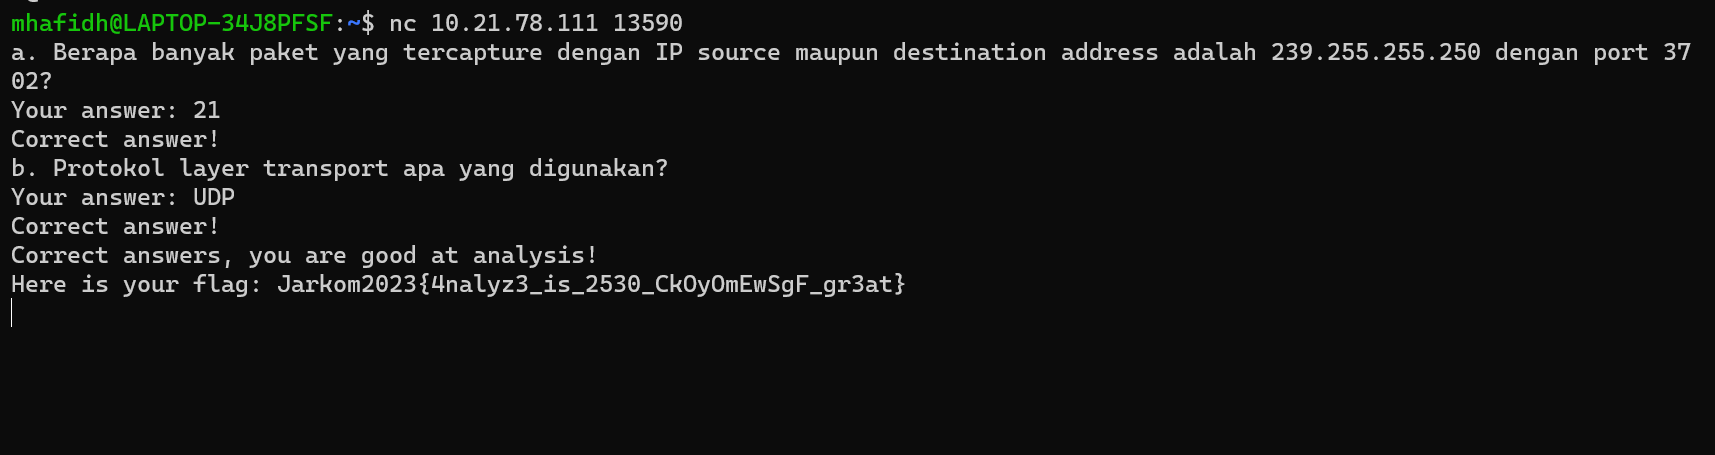 mhafidh@LAPTOP-34J8PFSF:~$ nc 10.21.78.111 13590
a. Berapa banyak paket yang tercapture dengan IP source maupun destination address adalah 239.255.255.250 dengan port 37
02?
Your answer: 21
Correct answer!
b. Protokol layer transport apa yang digunakan?
Your answer: UDP
Correct answer!
Correct answers, you are good at analysis!
Here is your flag: Jarkom2023{4nalyz3_is_2530_CkOyOmEwSgF_gr3at}